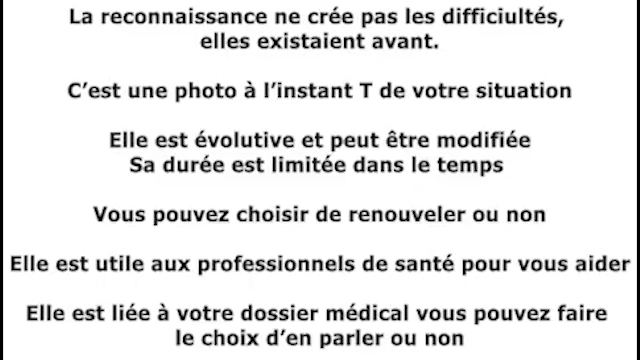 La reconnaissance ne crée pas les difficiultés,
elles existaient avant.
C’est une photo à l’instant T de votre situation
Elle est évolutive et peut être modifiée
Sa durée est limitée dans le temps
Vous pouvez choisir de renouveler ou non
Elle est utile aux professionnels de santé pour vous aider
Elle est liée à votre dossier médical vous pouvez faire
le choix d’en parler ou non